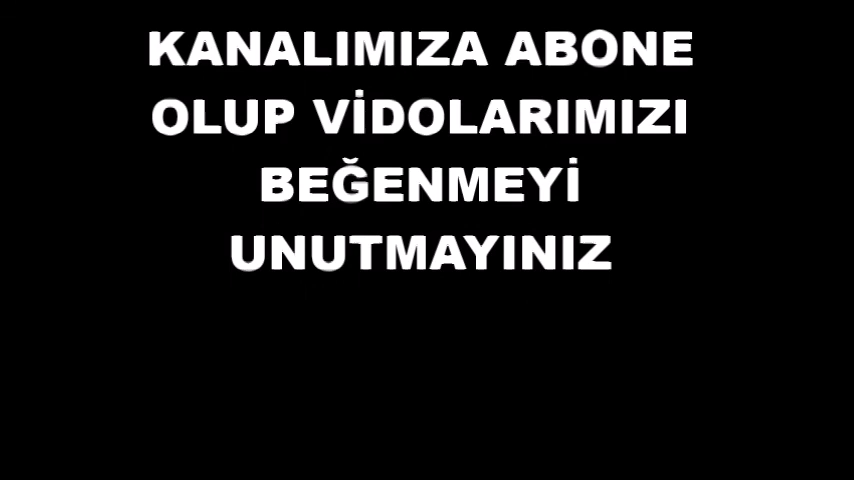 KANALIMIZA ABONE
OLUP VİDOLARIMIZI
BEĞENMEYİ
UNUTMAYINIZ